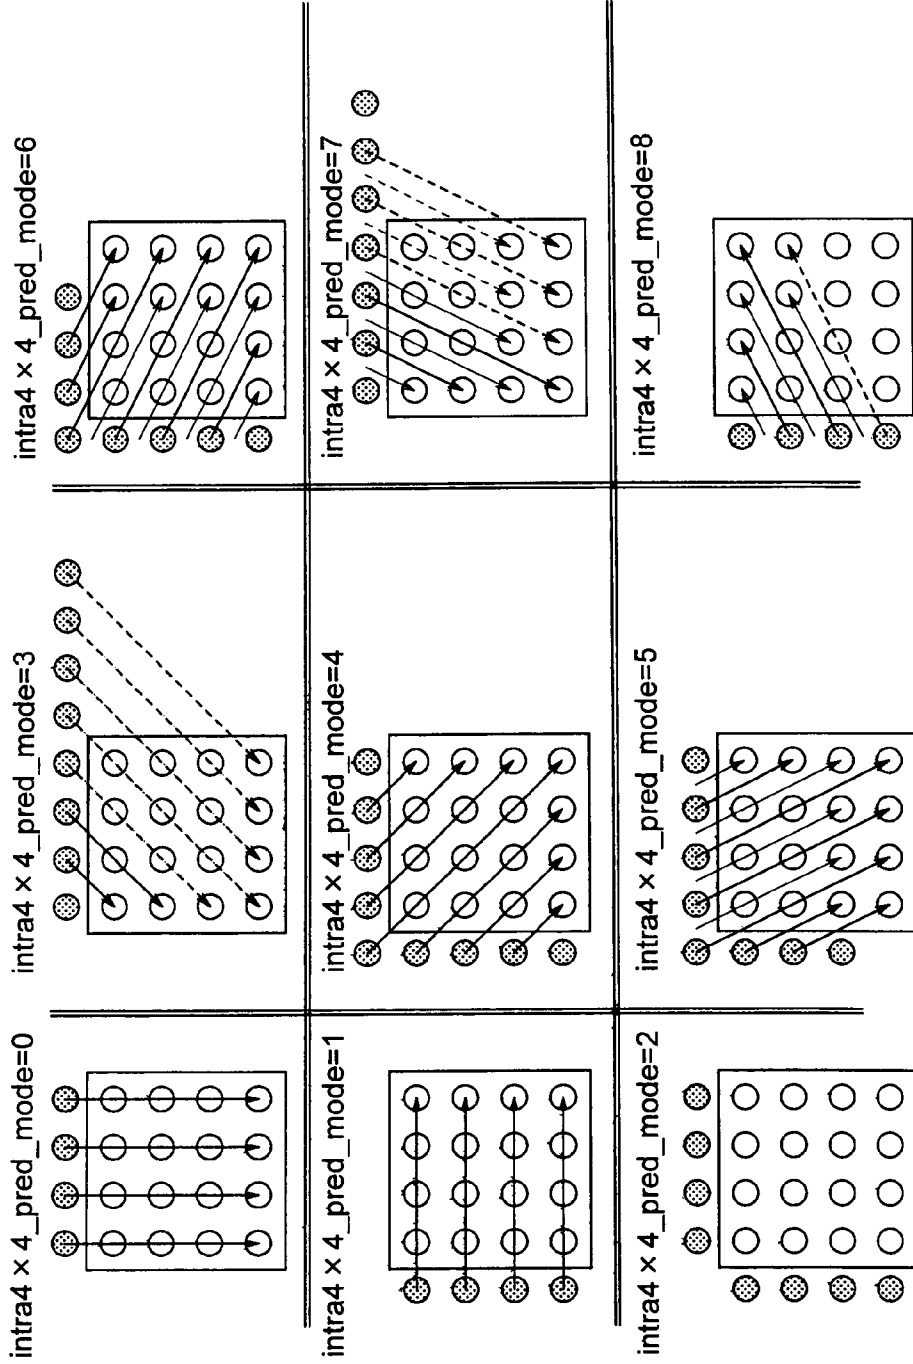 intra4×4_pred_mode=0
intra4×4_pred_mode=3
intra4×4_pred_mode=6
intra4×4_pred_mode=1
intra4×4_pred_mode=4
intra4×4_pred_mode=7
intra4×4_pred_mode=2
intra4×4_pred_mode=5
intra4×4_pred_mode=8